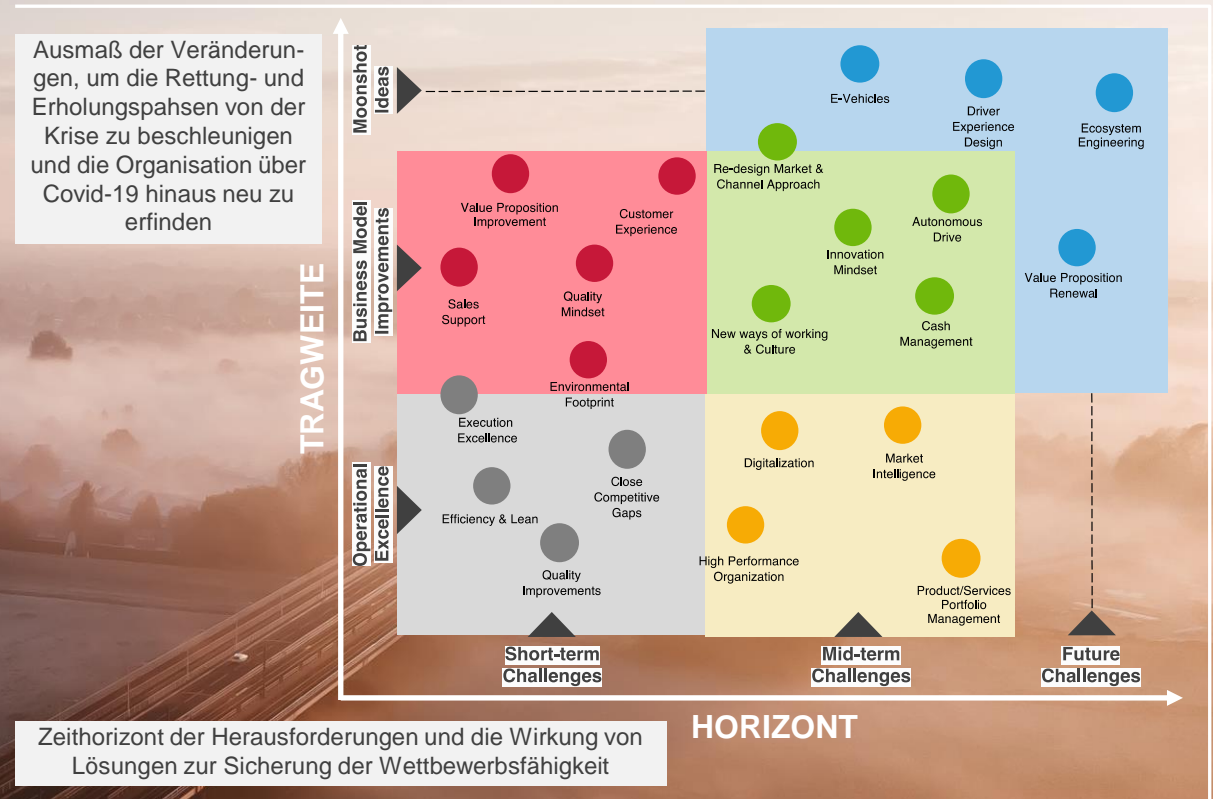 Ausmaß der Veränderun-
gen, um die Rettung- und
Erholungspahsen von der
Krise zu beschleunigen
und die Organisation über
Covid-19 hinaus neu zu
erfinden
TRAGWEITE
Moonshot
Ideas
Business Model
Improvements
Operational
Excellence
E-Vehicles
Driver
Experience
Design
Ecosystem
Engineering
Value Proposition
Renewal
Re-design Market &
Channel Approach
Autonomous
Drive
Innovation
Mindset
New ways of working
& Culture
Cash
Management
Value Proposition
Improvement
Customer
Experience
Sales
Support
Quality
Mindset
Environmental
Footprint
Execution
Excellence
Close
Competitive
Gaps
Efficiency & Lean
Quality
Improvements
Digitalization
Market
Intelligence
High Performance
Organization
Product/Services
Portfolio
Management
Short-term
Challenges
Mid-term
Challenges
Future
Challenges
HORIZONT
Zeithorizont der Herausforderungen und die Wirkung von
Lösungen zur Sicherung der Wettbewerbsfähigkeit